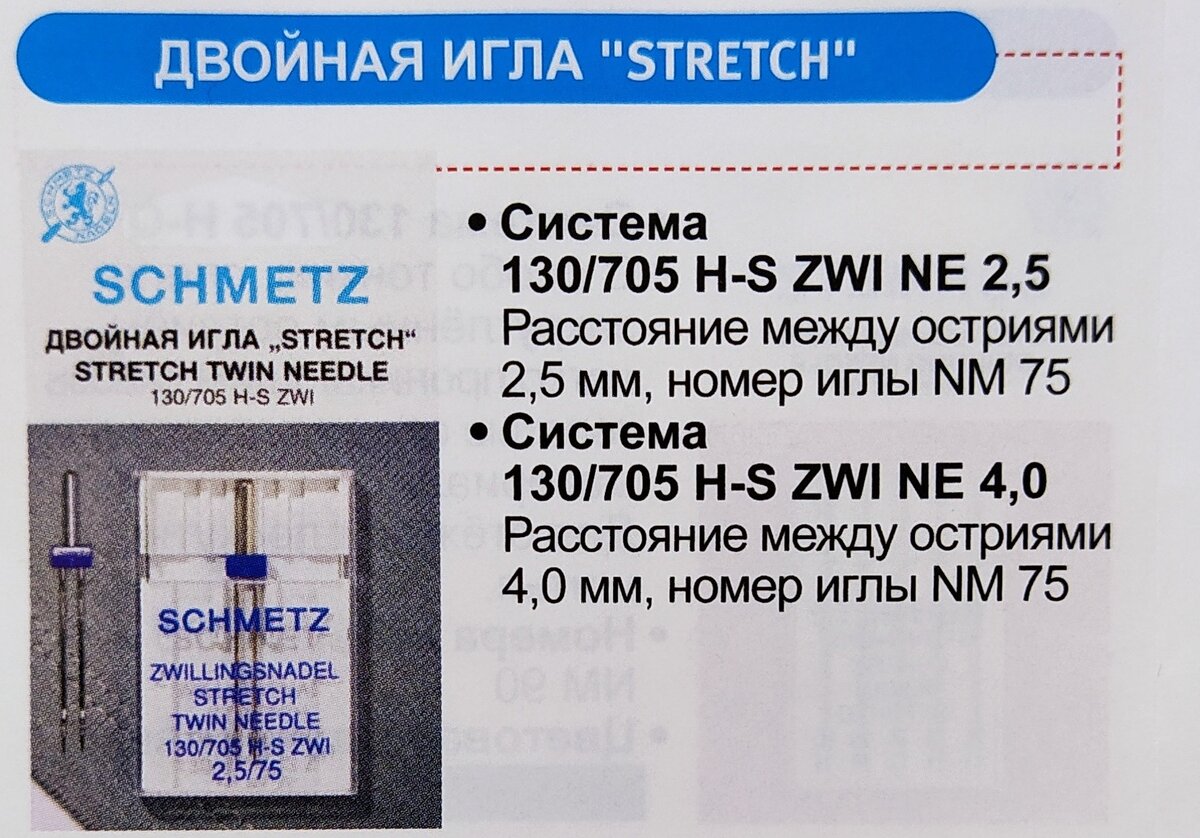 ДВОЙНАЯ ИГЛА "STRETCH"
SCHMETZ
ДВОЙНАЯ ИГЛА „STRETCH“
STRETCH TWIN NEEDLE
130/705 H-S ZWI
• Система
130/705 H-S ZWI NE 2,5
Расстояние между остриями
2,5 мм, номер иглы NM 75
• Система
130/705 H-S ZWI NE 4,0
Расстояние между остриями
4,0 мм, номер иглы NM 75
SCHMETZ
ZWILLINGSNADEL
STRETCH
TWIN NEEDLE
130/705 H-S ZWI
2,5/75